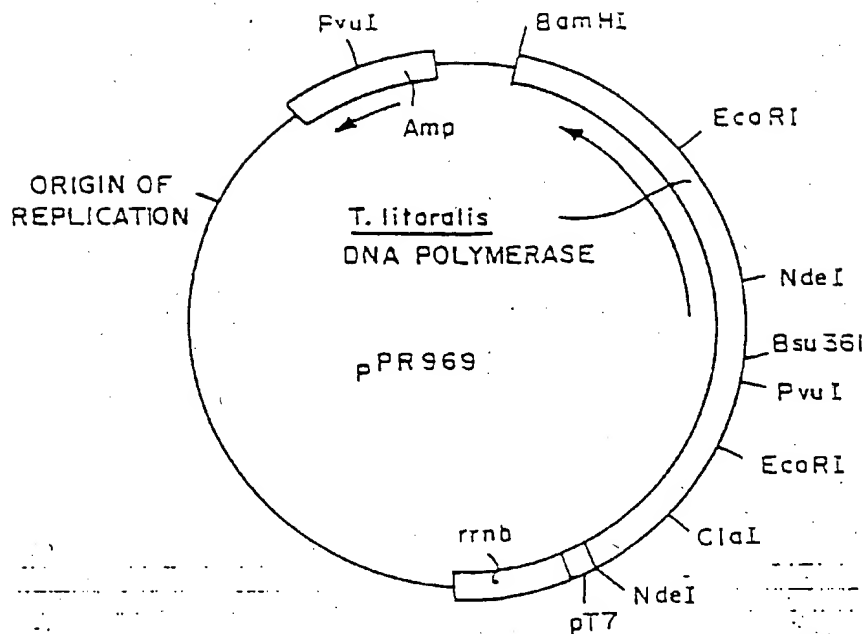 PvuI
BamHI
Amp
EcoRI
ORIGIN OF
REPLICATION
T. litoralis
DNA POLYMERASE
NdeI
Bsu36I
PvuI
pPR969
EcoRI
ClaI
rrnb
NdeI
pT7